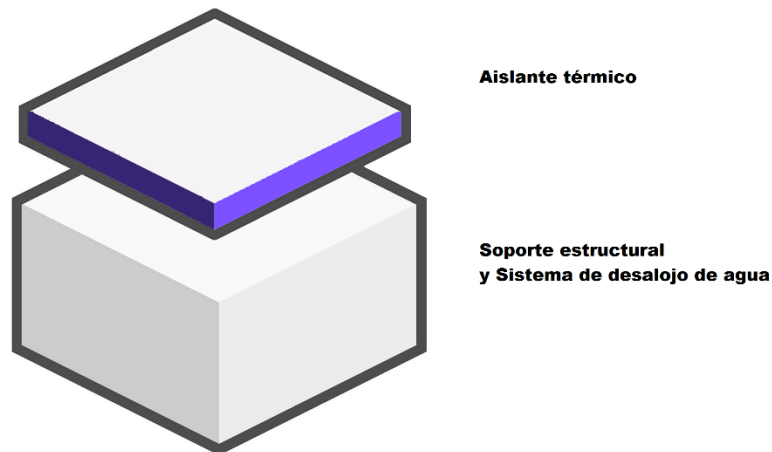 Aislante térmico
Soporte estructural
y Sistema de desalojo de agua